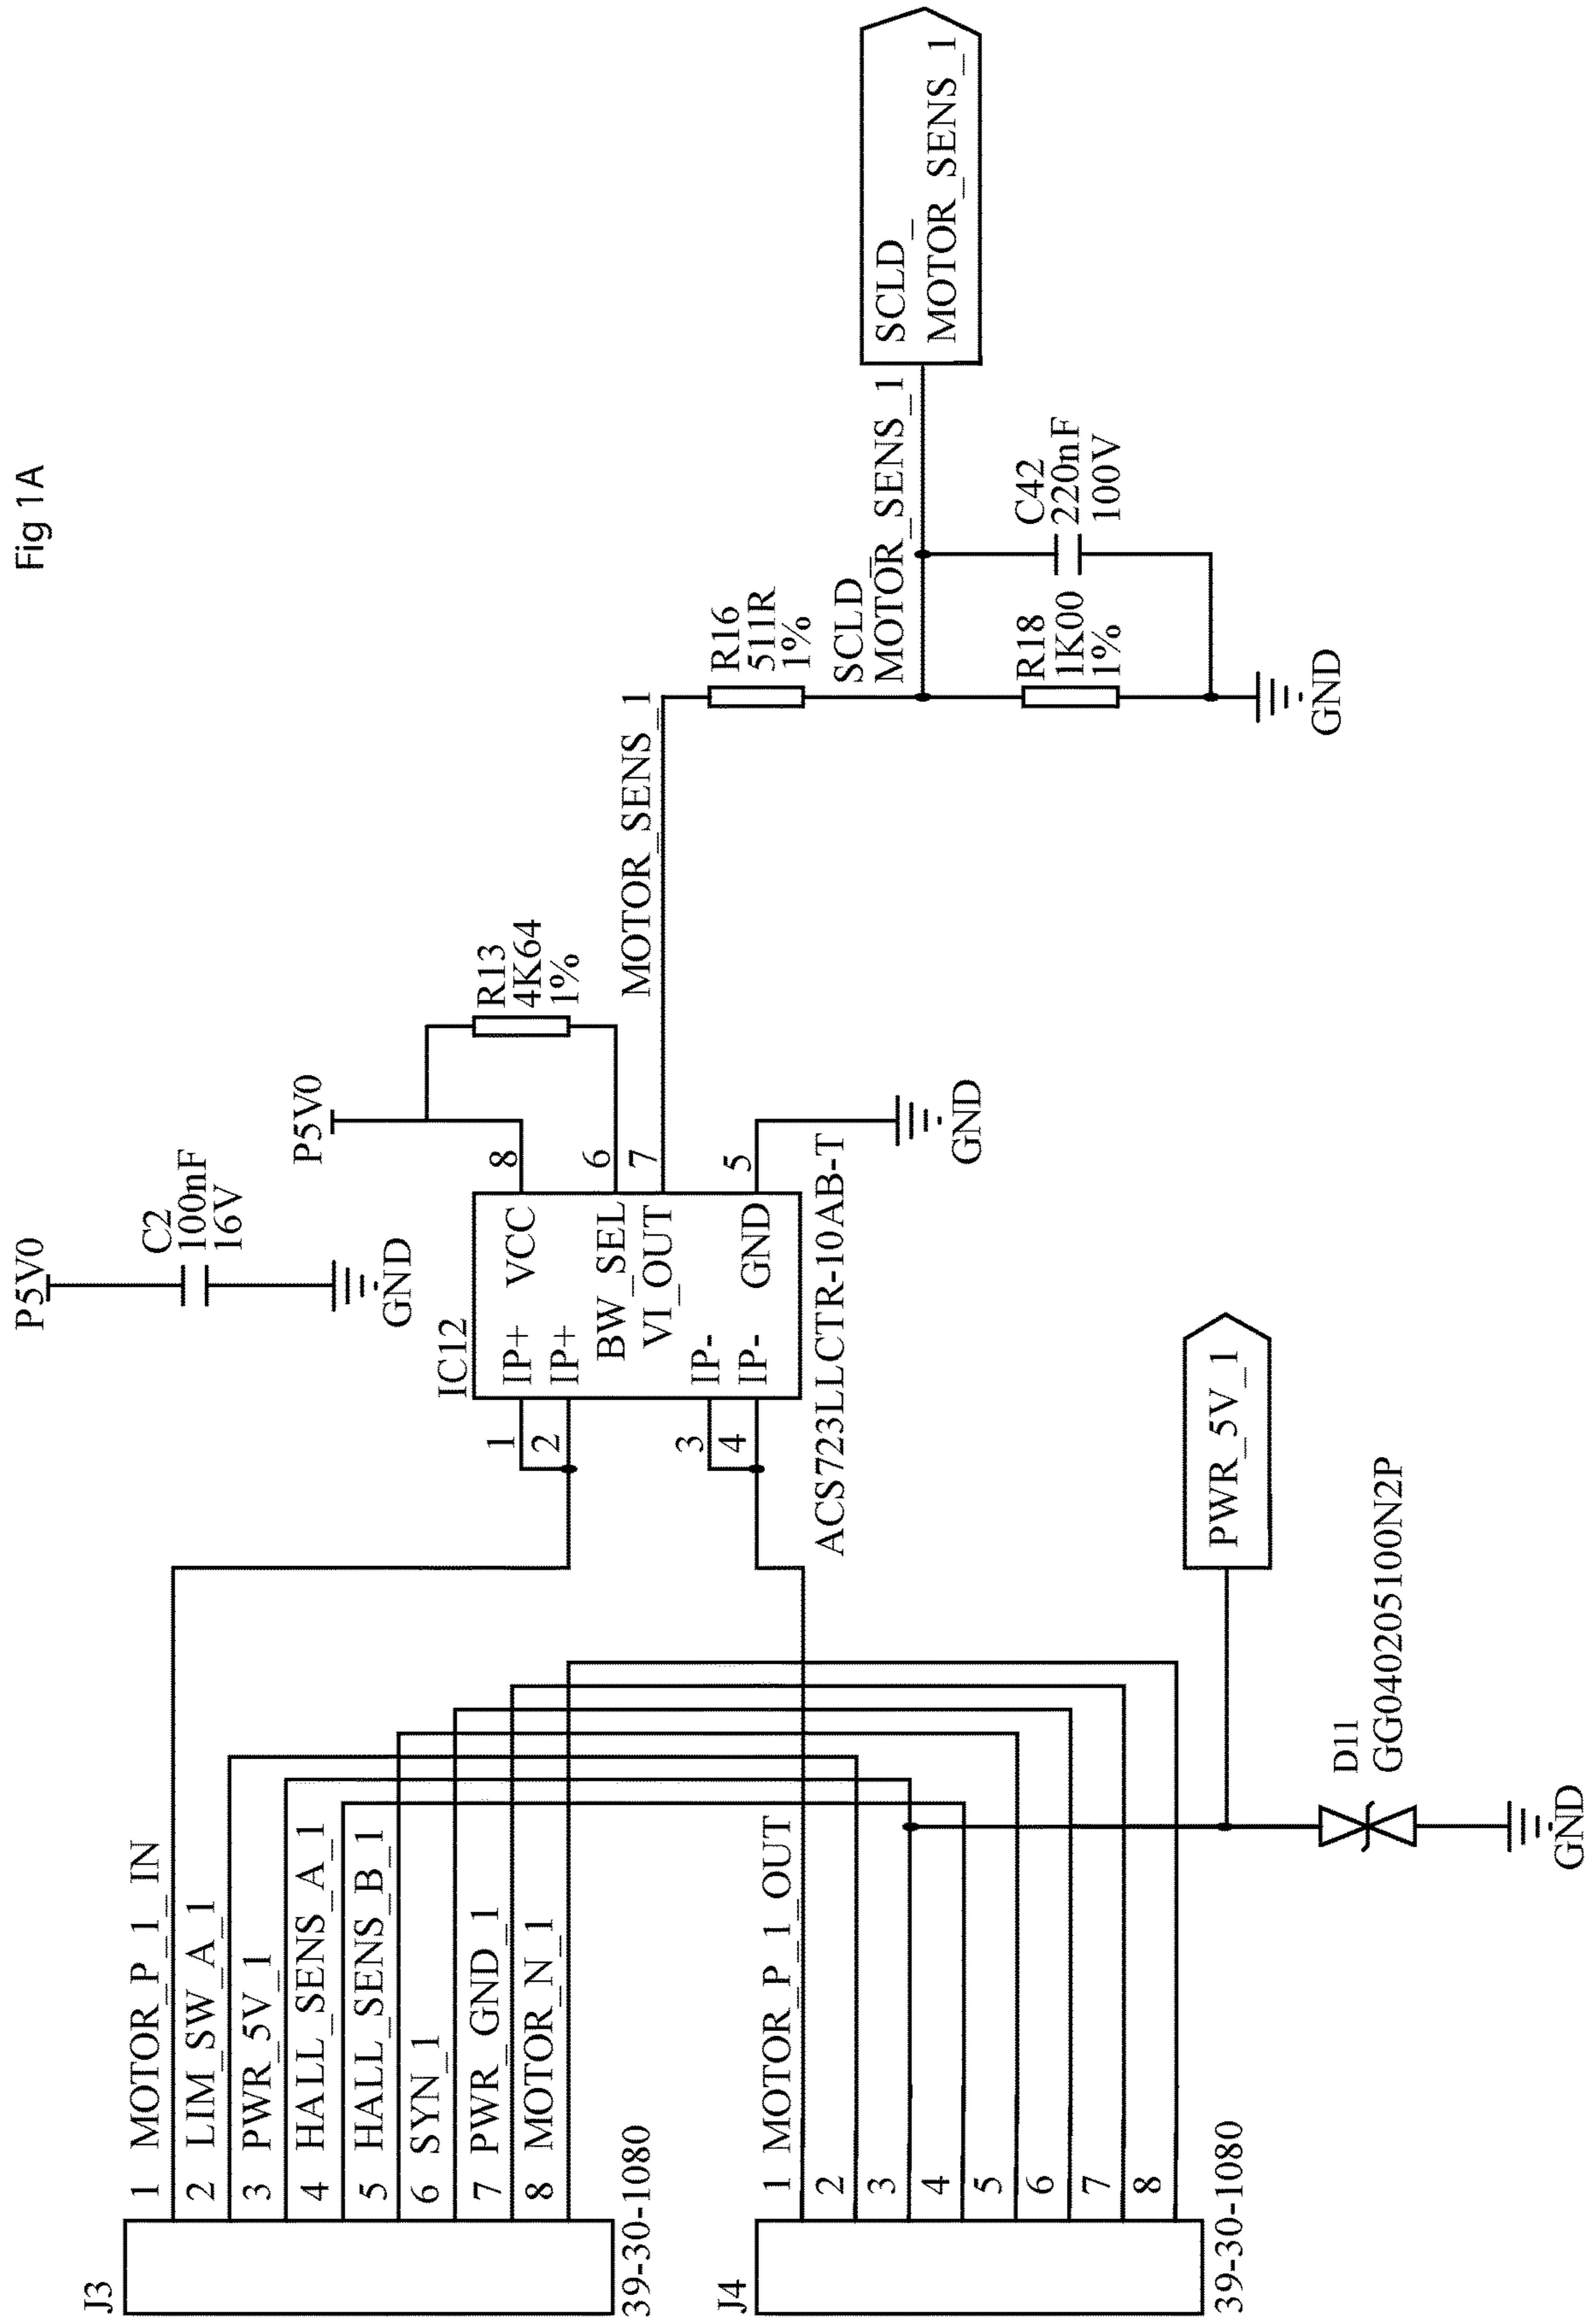 Fig 1A
P5V0
C2
100nF
16V
GND
P5V0
R13
4K64
1%
IC12
1
2
3
4
IP+
IP+
IP-
IP-
VCC
BW_SEL
VI_OUT
GND
8
6
7
5
ACS723LLCTR-10AB-T
GND
MOTOR_SENS_1
R16
511R
1%
SCLD_
MOTOR_SENS_1
SCLD_
MOTOR_SENS_1
R18
1K00
1%
C42
220nF
100V
GND
J3
1 MOTOR_P_1_IN
2 LIM_SW_A_1
3 PWR_5V_1
4 HALL_SENS_A_1
5 HALL_SENS_B_1
6 SYN_1
7 PWR_GND_1
8 MOTOR_N_1
39-30-1080
J4
1 MOTOR_P_1_OUT
2
3
4
5
6
7
8
39-30-1080
PWR_5V_1
D11
GG0402051​00N2P
GND